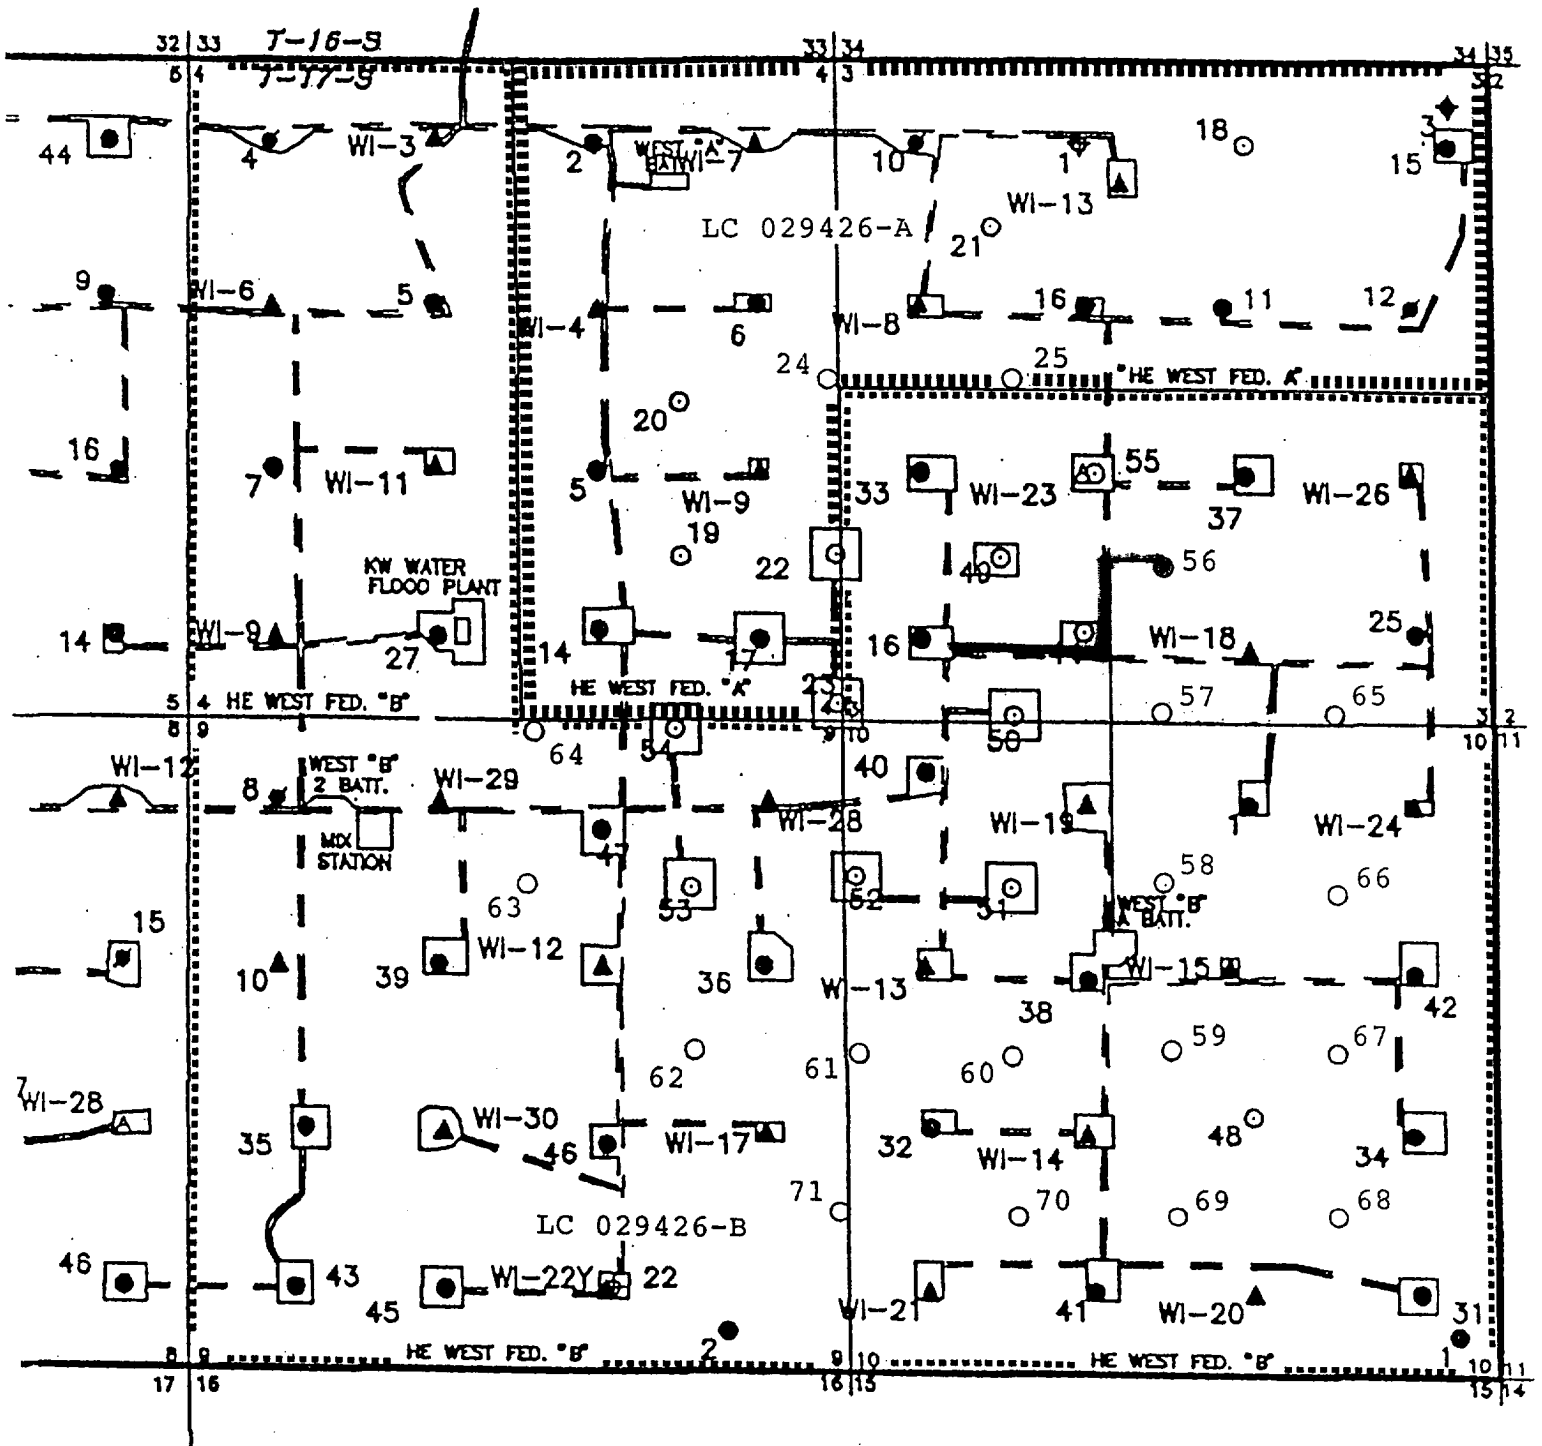 32 33 T-16-S 33 34 34 35
5 4 T-17-S 4 3 3 2
44 4 WI-3 2 WEST "A" BATT. WI-7 10 1 18 3 15
WI-13
LC 029426-A 21
9 WI-6 5 WI-4 6 WI-8 16 11 12
24 25 "HE WEST FED. A"
20
16 7 WI-11 5 WI-9 33 WI-23 A 55 37 WI-26
19
KW WATER
FLOOD PLANT
22 49 56
14 WI-9 27 14 17 16 WI-18 25
5 4 HE WEST FED. "B" HE WEST FED. "A" 23 4 3 57 65 3 2
8 9 64 54 9 10 50 10 11
WI-12 8 WEST "B"
2 BATT.
WI-29 WI-28 40 WI-19 1 WI-24
MIX
STATION
47
63 53 52 51 58 66
WEST "B"
A BATT.
15 10 39 WI-12 36 WI-13 38 WI-15 42
62 61 60 59 67
7
WI-28 A 35 WI-30 46 WI-17 32 WI-14 48 34
71 70 69 68
LC 029426-B
46 43 45 WI-22Y 22 WI-21 41 WI-20 31
2 1
8 9 HE WEST FED. "B" 9 10 HE WEST FED. "B" 10 11
17 16 16 15 15 14